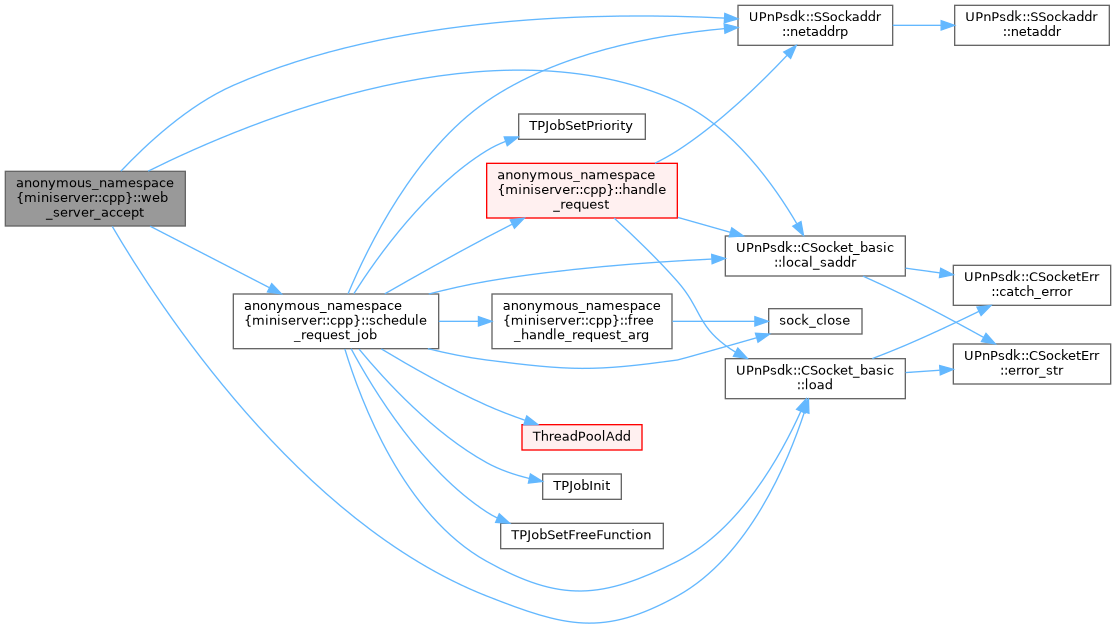 UPnPsdk::SSockaddr
::netaddrp
UPnPsdk::SSockaddr
::netaddr
TPJobSetPriority
anonymous_namespace
{miniserver::cpp}::handle
_request
anonymous_namespace
{miniserver::cpp}::web
_server_accept
UPnPsdk::CSocket_basic
::local_saddr
UPnPsdk::CSocketErr
::catch_error
anonymous_namespace
{miniserver::cpp}::schedule
_request_job
anonymous_namespace
{miniserver::cpp}::free
_handle_request_arg
sock_close
UPnPsdk::CSocketErr
::error_str
UPnPsdk::CSocket_basic
::load
ThreadPoolAdd
TPJobInit
TPJobSetFreeFunction